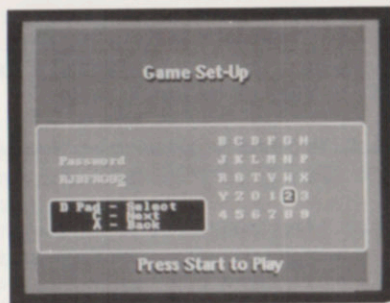 Game Set-Up
Password
B C D F G H
J K L M N P
R S T V W X
Y Z 0 1 2 3
4 5 6 7 8 9
D Pad - Select
C - Next
A - Back
Press Start to Play